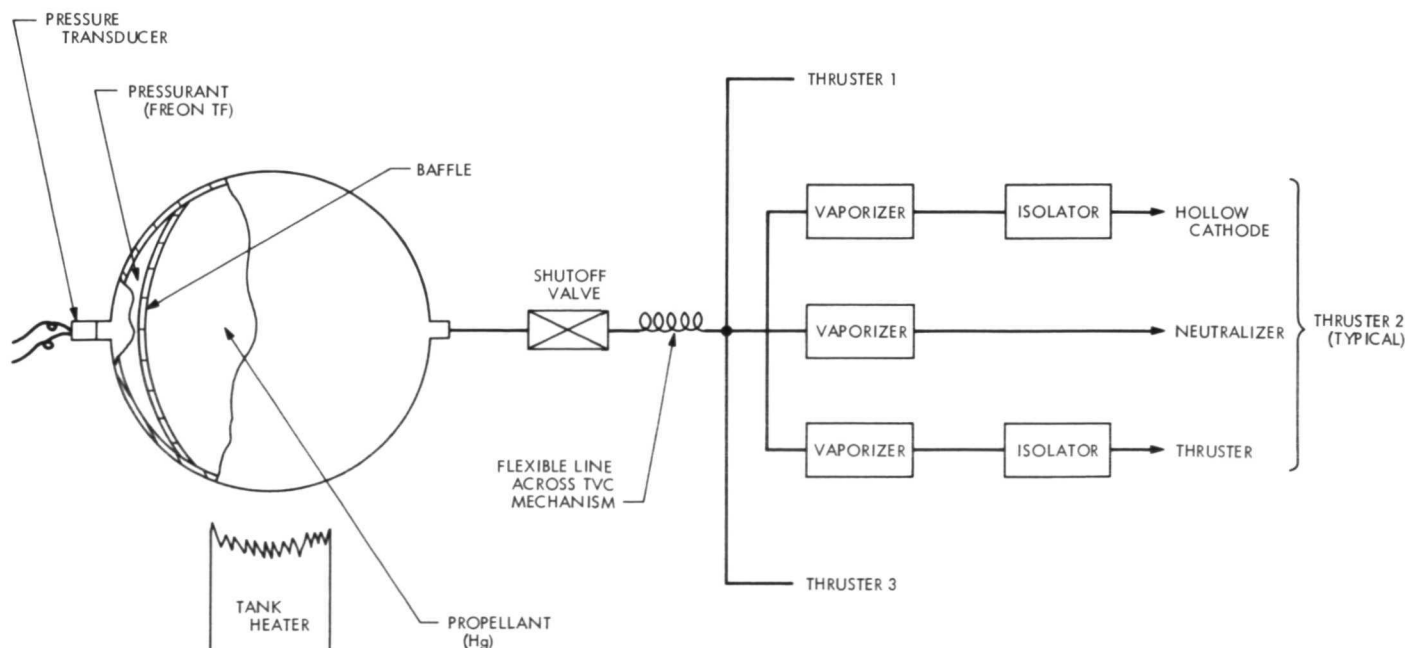 PRESSURE
TRANSDUCER
PRESSURANT
(FREON TF)
BAFFLE
SHUTOFF
VALVE
FLEXIBLE LINE
ACROSS TVC
MECHANISM
TANK
HEATER
PROPELLANT
(Hg)
THRUSTER 1
VAPORIZER
ISOLATOR
HOLLOW
CATHODE
VAPORIZER
NEUTRALIZER
VAPORIZER
ISOLATOR
THRUSTER
THRUSTER 2
(TYPICAL)
THRUSTER 3